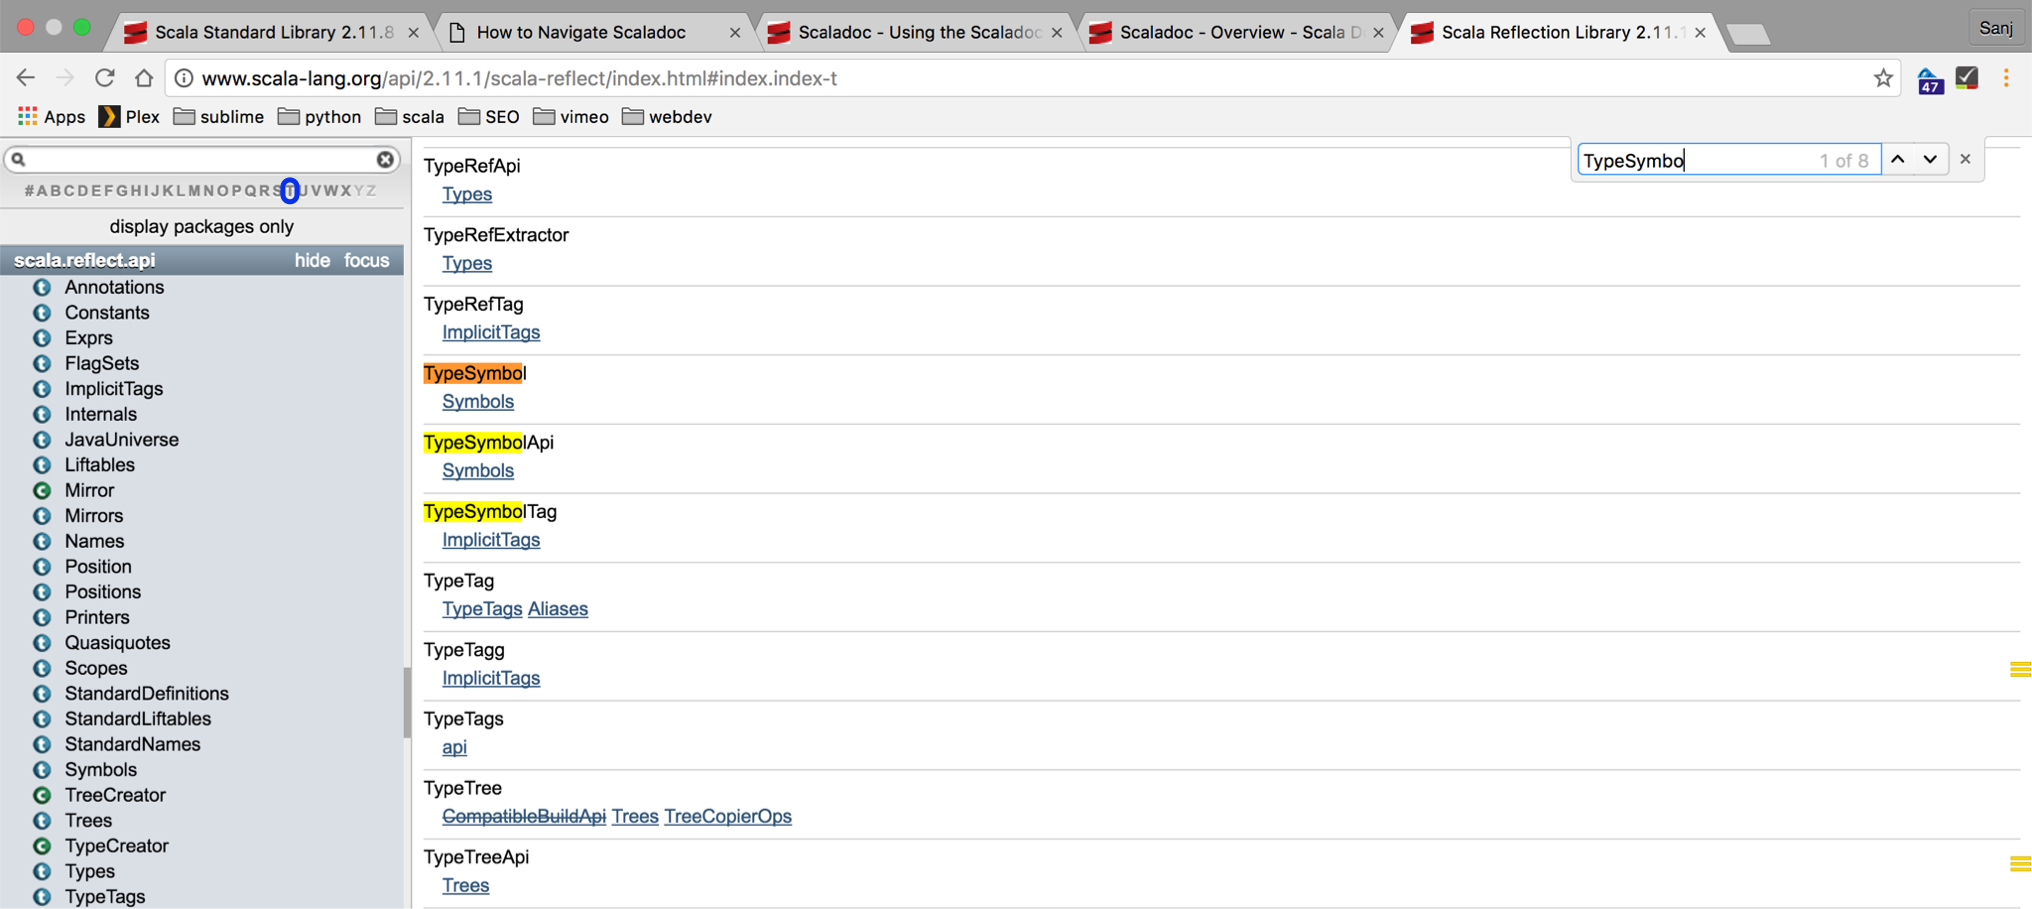 Scala Standard Library 2.11.8
How to Navigate Scaladoc
Scaladoc - Using the Scaladoc
Scaladoc - Overview - Scala D
Scala Reflection Library 2.11.1
Sanj
www.scala-lang.org/api/2.11.1/scala-reflect/index.html#index.index-t
47
Apps Plex sublime python scala SEO vimeo webdev
TypeSymbo 1 of 8
#ABCDEFGHIJKLMNOPQRSTUVWXYZ
display packages only
scala.reflect.api hide focus
Annotations
Constants
Exprs
FlagSets
ImplicitTags
Internals
JavaUniverse
Liftables
Mirror
Mirrors
Names
Position
Positions
Printers
Quasiquotes
Scopes
StandardDefinitions
StandardLiftables
StandardNames
Symbols
TreeCreator
Trees
TypeCreator
Types
TypeTags
TypeRefApi
Types
TypeRefExtractor
Types
TypeRefTag
ImplicitTags
TypeSymbol
Symbols
TypeSymbolApi
Symbols
TypeSymbolTag
ImplicitTags
TypeTag
TypeTags Aliases
TypeTagg
ImplicitTags
TypeTags
api
TypeTree
CompatibleBuildApi Trees TreeCopierOps
TypeTreeApi
Trees